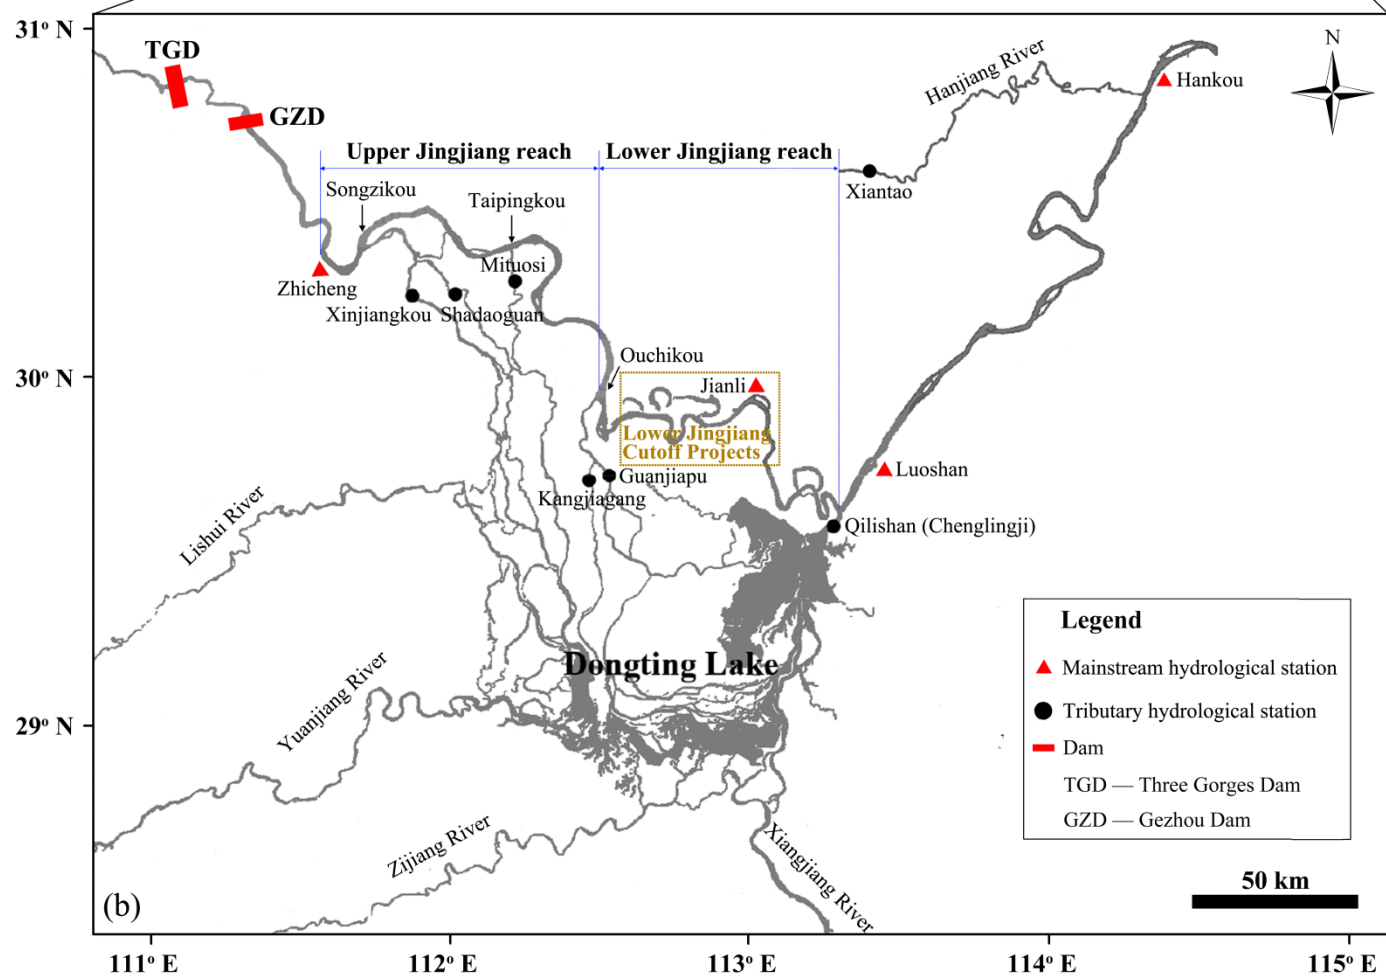 31° N
TGD
GZD
Hanjiang River
N
Hankou
Upper Jingjiang reach
Lower Jingjiang reach
Songzikou
Taipingkou
Xiantao
Mituosi
Zhicheng
Xinjiangkou
Shadaoguan
Ouchikou
30° N
Jianli
Lower Jingjiang
Cutoff Projects
Luoshan
Guanjiapu
Kangjiagang
Lishui River
Qilishan (Chenglingji)
Legend
Dongting Lake
Mainstream hydrological station
Yuanjiang River
Tributary hydrological station
29° N
Dam
TGD — Three Gorges Dam
GZD — Gezhou Dam
Zijiang River
Xiangjiang River
50 km
(b)
111° E
112° E
113° E
114° E
115° E